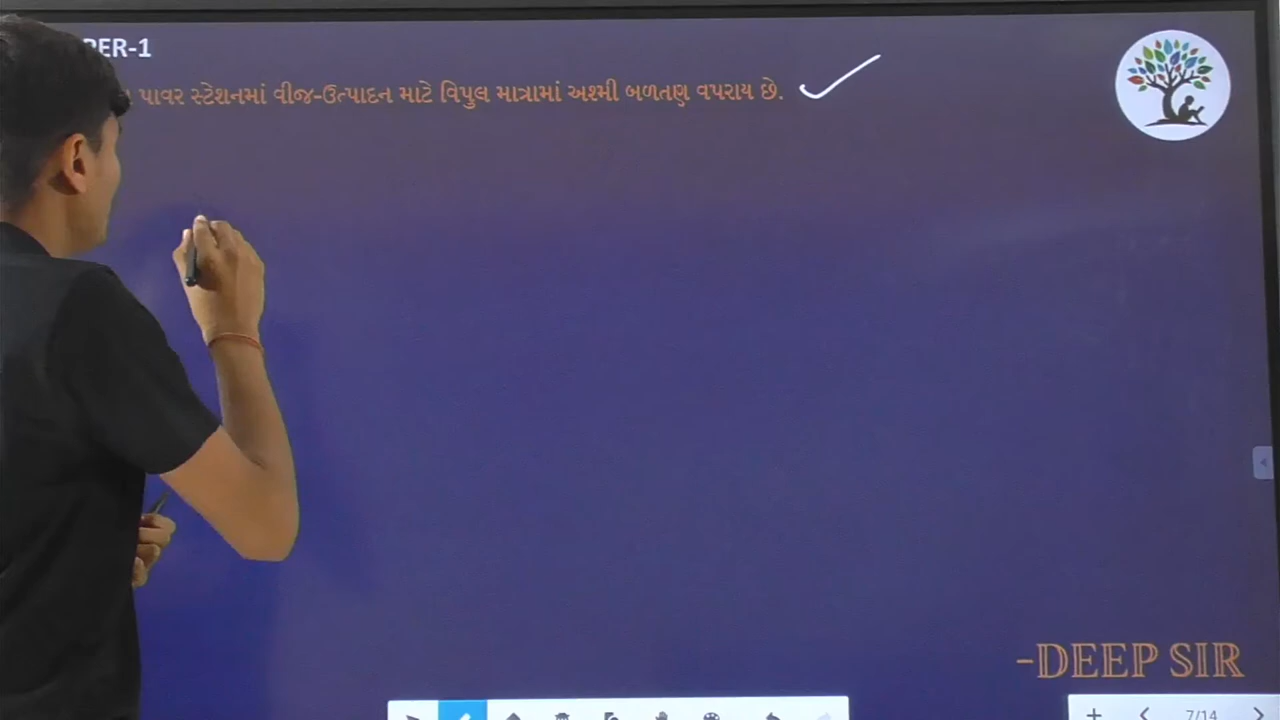 PER-1
પાવર સ્ટેશનમાં વીજ-ઉત્પાદન માટે વિપુલ માત્રામાં અશ્મી બળતણ વપરાય છે.
-DEEP SIR
7/14